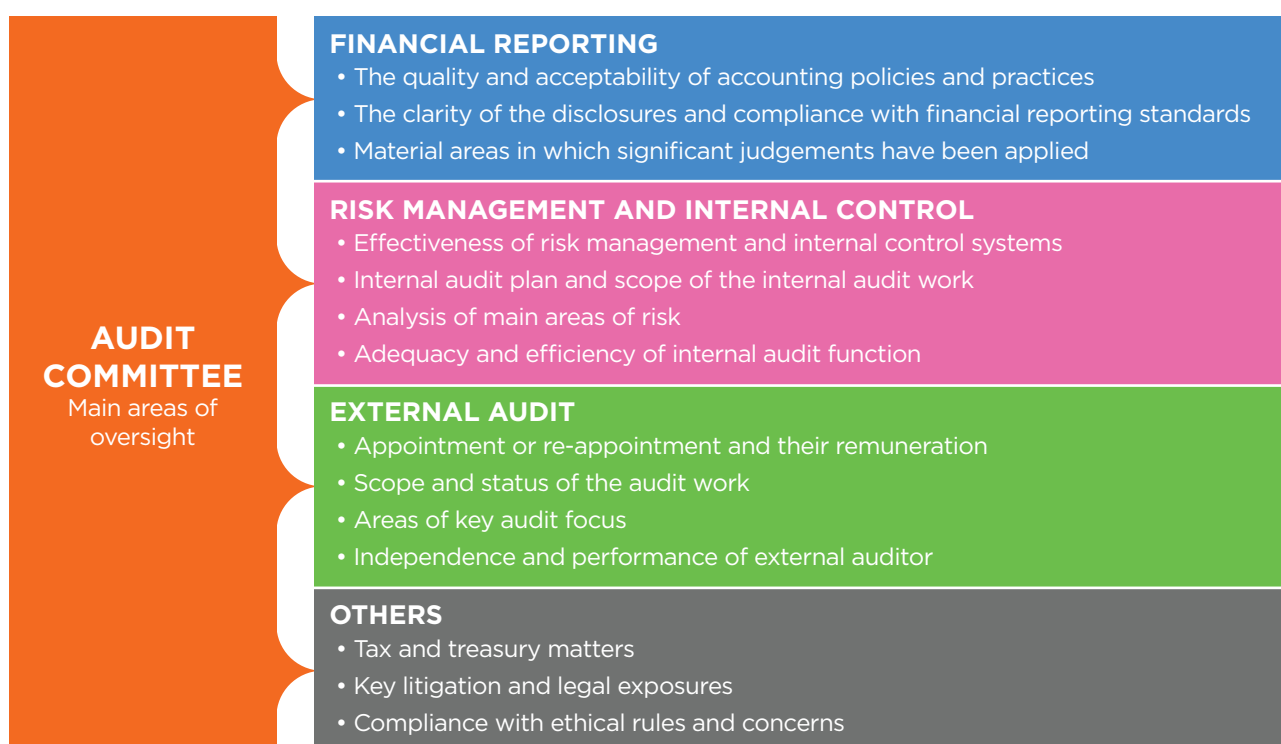 AUDIT
COMMITTEE
Main areas of
oversight
FINANCIAL REPORTING
• The quality and acceptability of accounting policies and practices
• The clarity of the disclosures and compliance with financial reporting standards
• Material areas in which significant judgements have been applied
RISK MANAGEMENT AND INTERNAL CONTROL
• Effectiveness of risk management and internal control systems
• Internal audit plan and scope of the internal audit work
• Analysis of main areas of risk
• Adequacy and efficiency of internal audit function
EXTERNAL AUDIT
• Appointment or re-appointment and their remuneration
• Scope and status of the audit work
• Areas of key audit focus
• Independence and performance of external auditor
OTHERS
• Tax and treasury matters
• Key litigation and legal exposures
• Compliance with ethical rules and concerns